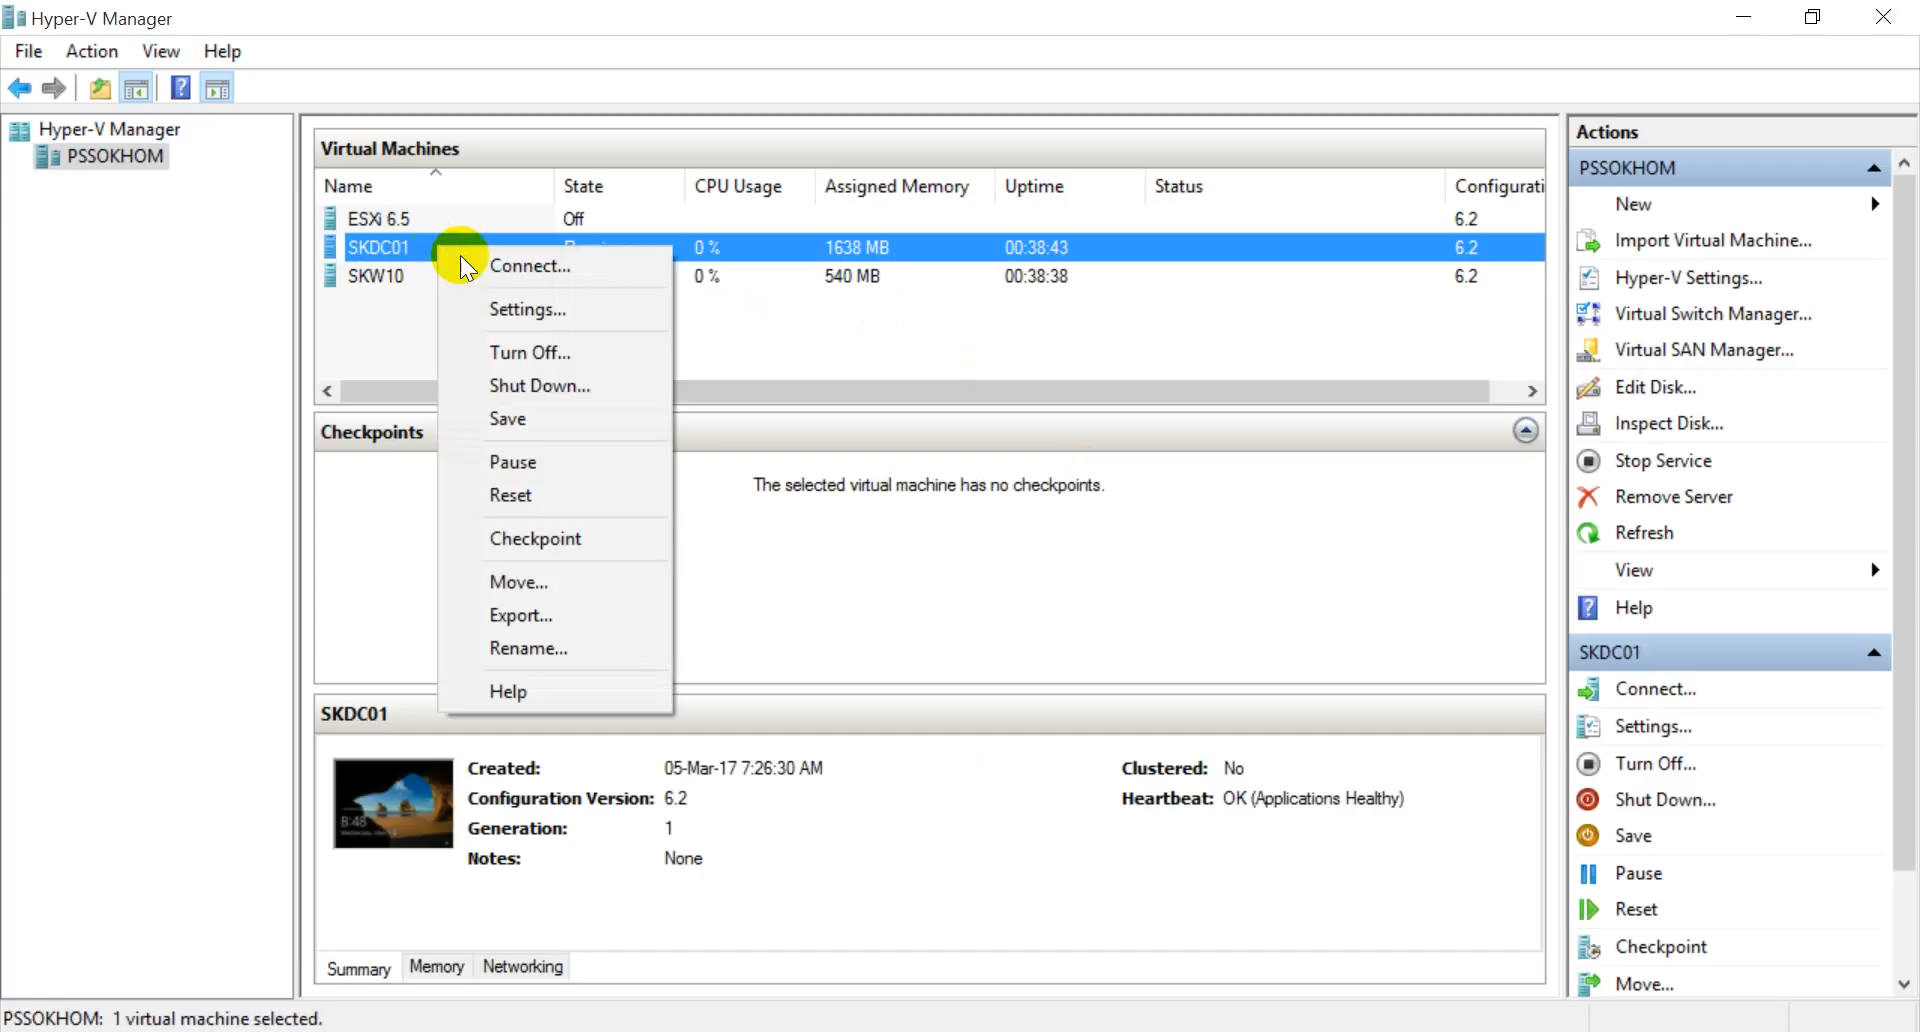 Hyper-V Manager
File Action View Help
Hyper-V Manager
PSSOKHOM
Virtual Machines
Name State CPU Usage Assigned Memory Uptime Status Configurati
ESXi 6.5 Off 6.2
SKDC01 0 % 1638 MB 00:38:43 6.2
SKW10 0 % 540 MB 00:38:38 6.2
Connect...
Settings...
Turn Off...
Shut Down...
Save
Pause
Reset
Checkpoint
Move...
Export...
Rename...
Help
Checkpoints
The selected virtual machine has no checkpoints.
SKDC01
8:48
Created: 05-Mar-17 7:26:30 AM Clustered: No
Configuration Version: 6.2 Heartbeat: OK (Applications Healthy)
Generation: 1
Notes: None
Summary Memory Networking
Actions
PSSOKHOM
New
Import Virtual Machine...
Hyper-V Settings...
Virtual Switch Manager...
Virtual SAN Manager...
Edit Disk...
Inspect Disk...
Stop Service
Remove Server
Refresh
View
Help
SKDC01
Connect...
Settings...
Turn Off...
Shut Down...
Save
Pause
Reset
Checkpoint
Move...
PSSOKHOM: 1 virtual machine selected.